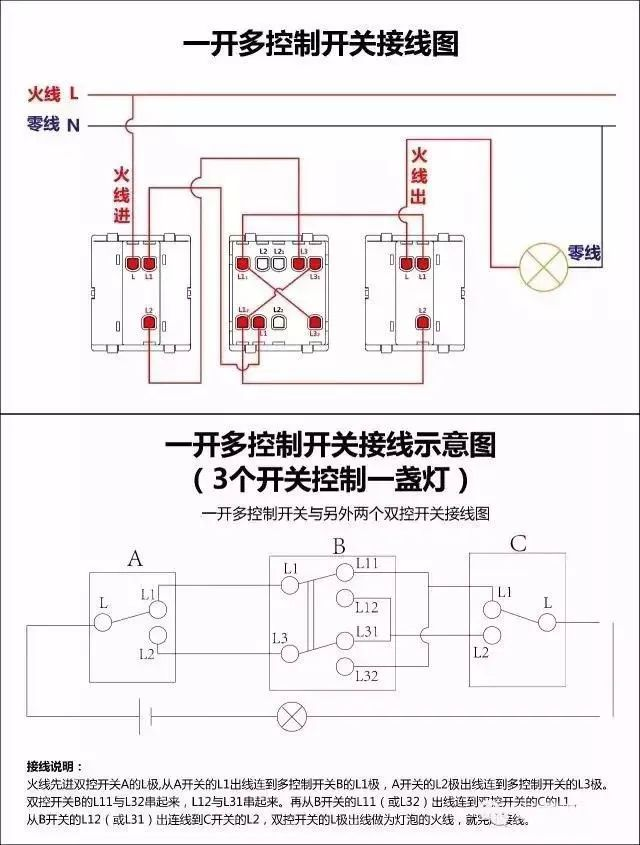 一开多控制开关接线图
火线 L
零线 N
火线进
火线出
零线
L L1
L2
L2 L2₁ L3
L1₁ L3₁
L1₂ L1 L2₂ L3₂
L L1
L2
一开多控制开关接线示意图
(3个开关控制一盏灯)
一开多控制开关与另外两个双控开关接线图
A
B
C
L
L1
L2
L1
L3
L11
L12
L31
L32
L1
L2
L
接线说明：
火线先进双控开关A的L极,从A开关的L1出线连到多控制开关B的L1极，A开关的L2极出线连到多控制开关的L3极。
双控开关B的L11与L32串起来，L12与L31串起来。再从B开关的L11（或L32）出线连到双控开关的C的L1,
从B开关的L12（或L31）出连线到C开关的L2，双控开关的L极出线做为灯泡的火线，就完 接线。